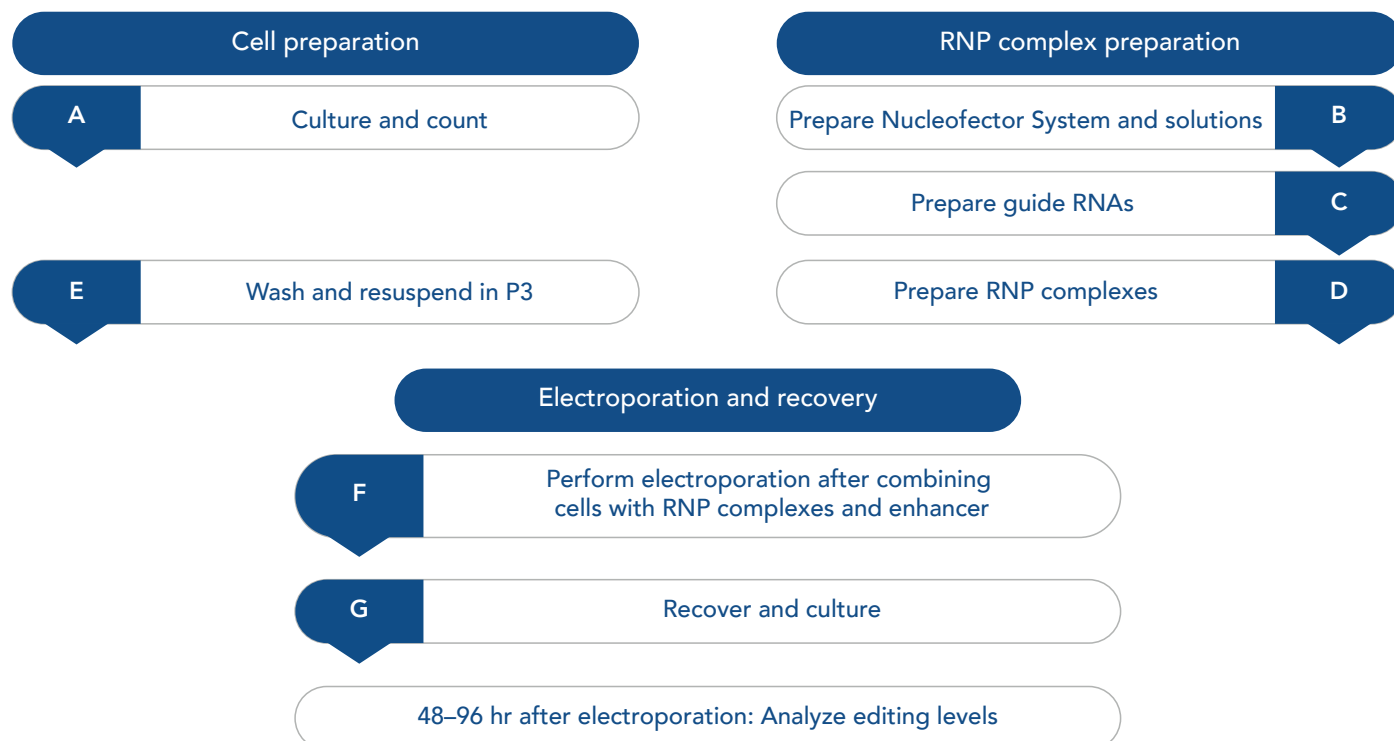 Cell preparation
RNP complex preparation
A
Culture and count
Prepare Nucleofector System and solutions
B
Prepare guide RNAs
C
E
Wash and resuspend in P3
Prepare RNP complexes
D
Electroporation and recovery
F
Perform electroporation after combining
cells with RNP complexes and enhancer
G
Recover and culture
48–96 hr after electroporation: Analyze editing levels